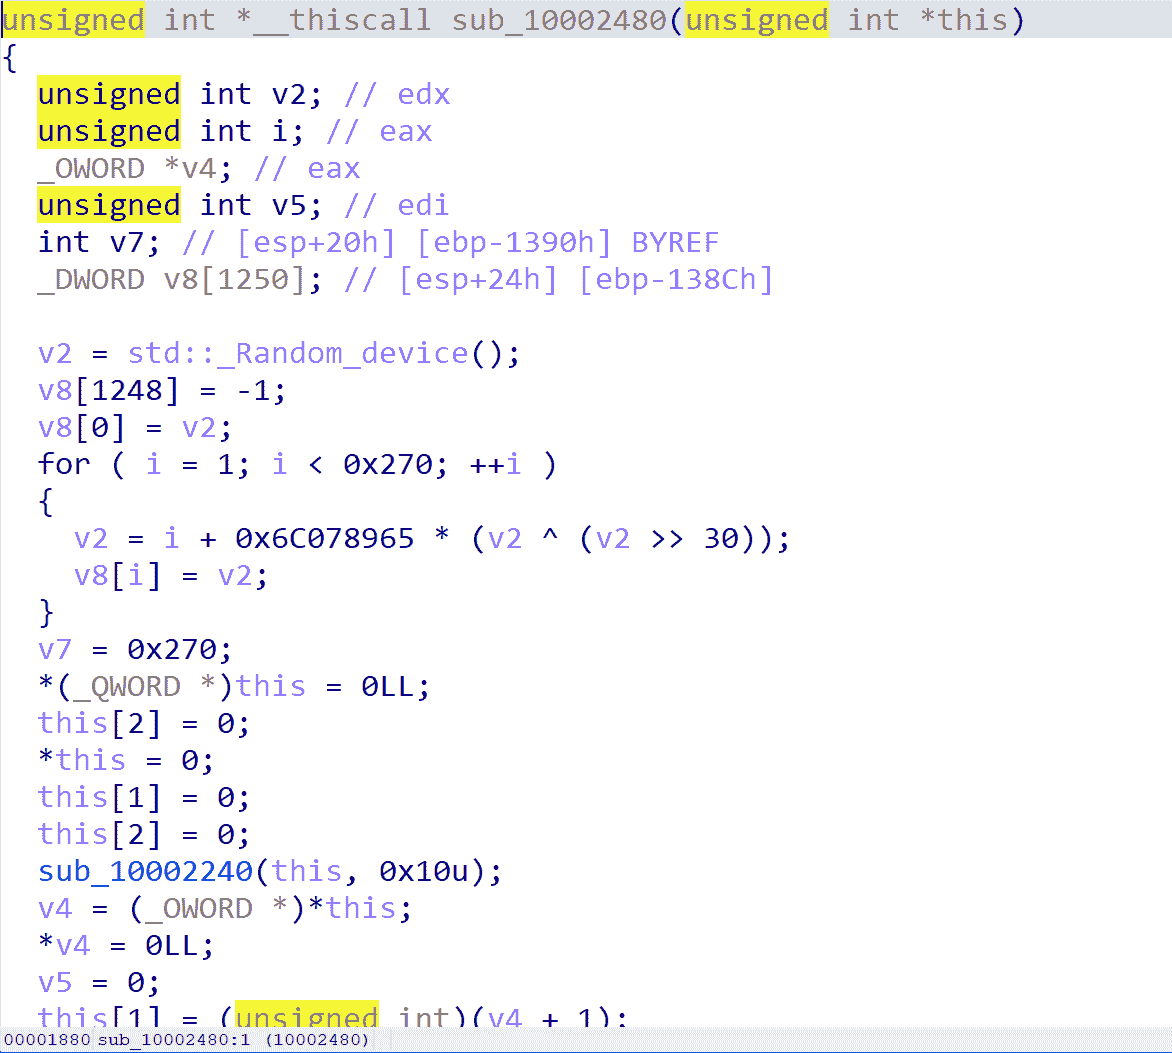 unsigned int *__thiscall sub_10002480(unsigned int *this)
{
  unsigned int v2; // edx
  unsigned int i; // eax
  _OWORD *v4; // eax
  unsigned int v5; // edi
  int v7; // [esp+20h] [ebp-1390h] BYREF
  _DWORD v8[1250]; // [esp+24h] [ebp-138Ch]

  v2 = std::_Random_device();
  v8[1248] = -1;
  v8[0] = v2;
  for ( i = 1; i < 0x270; ++i )
  {
    v2 = i + 0x6C078965 * (v2 ^ (v2 >> 30));
    v8[i] = v2;
  }
  v7 = 0x270;
  *(_QWORD *)this = 0LL;
  this[2] = 0;
  *this = 0;
  this[1] = 0;
  this[2] = 0;
  sub_10002240(this, 0x10u);
  v4 = (_OWORD *)*this;
  *v4 = 0LL;
  v5 = 0;
  this[1] = (unsigned int)(v4 + 1);
00001880 sub_10002480:1 (10002480)